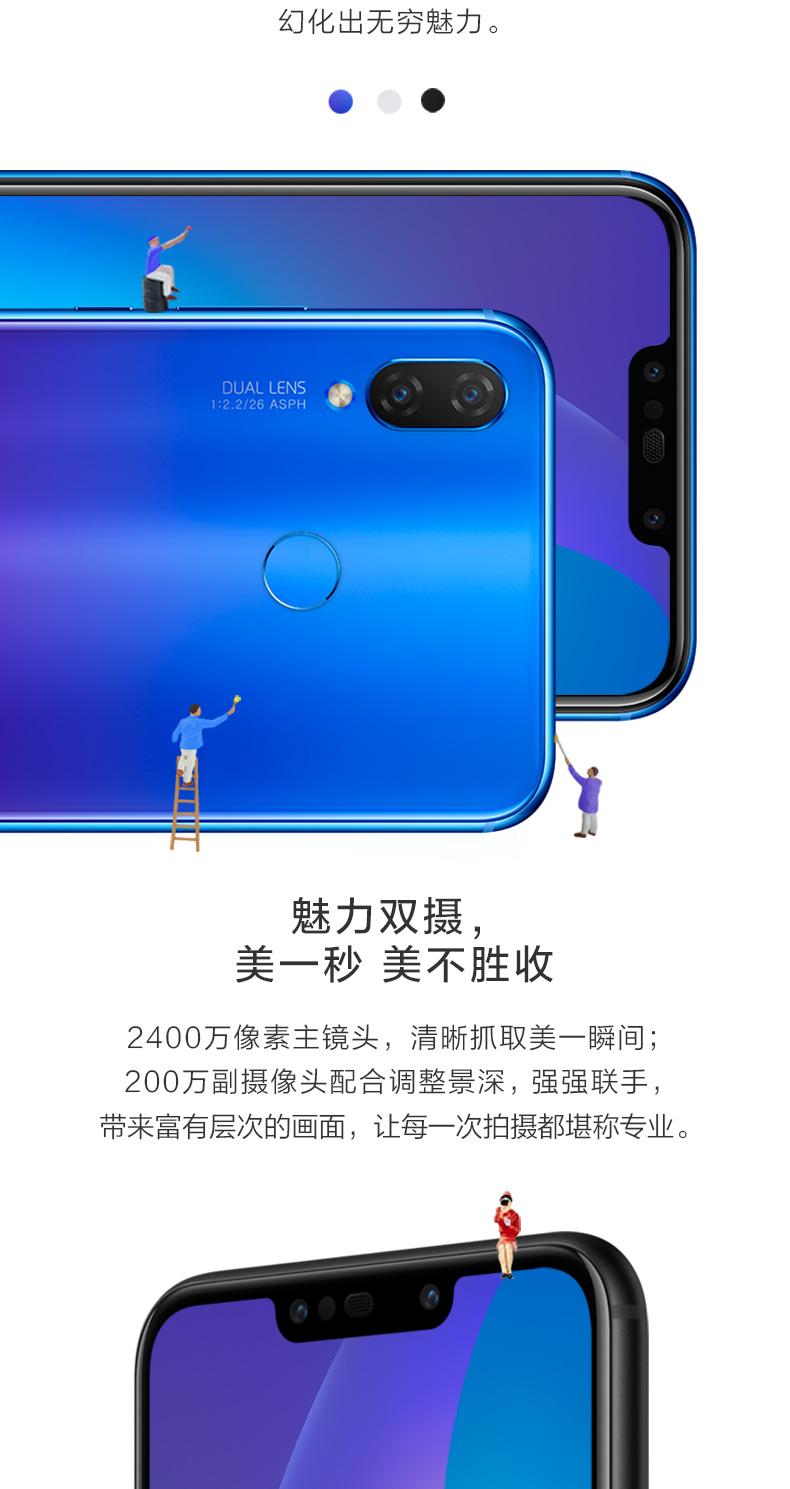 幻化出无穷魅力。
DUAL LENS
1:2.2/26 ASPH
魅力双摄，
美一秒 美不胜收
2400万像素主镜头，清晰抓取美一瞬间；
200万副摄像头配合调整景深，强强联手，
带来富有层次的画面，让每一次拍摄都堪称专业。